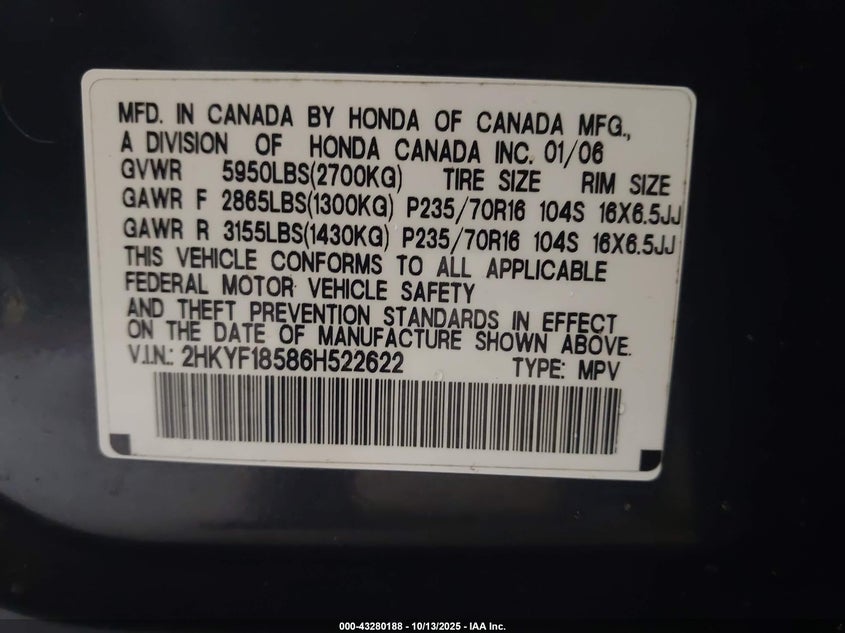 MFD. IN CANADA BY HONDA OF CANADA MFG.,
A DIVISION OF HONDA CANADA INC. 01/06
GVWR 5950LBS(2700KG) TIRE SIZE RIM SIZE
GAWR F 2865LBS(1300KG) P235/70R16 104S 16X6.5JJ
GAWR R 3155LBS(1430KG) P235/70R16 104S 16X6.5JJ
THIS VEHICLE CONFORMS TO ALL APPLICABLE
FEDERAL MOTOR VEHICLE SAFETY
AND THEFT PREVENTION STANDARDS IN EFFECT
ON THE DATE OF MANUFACTURE SHOWN ABOVE.
V.I.N.: 2HKYF18586H522622 TYPE: MPV
000-43280188 - 10/13/2025 - IAA Inc.